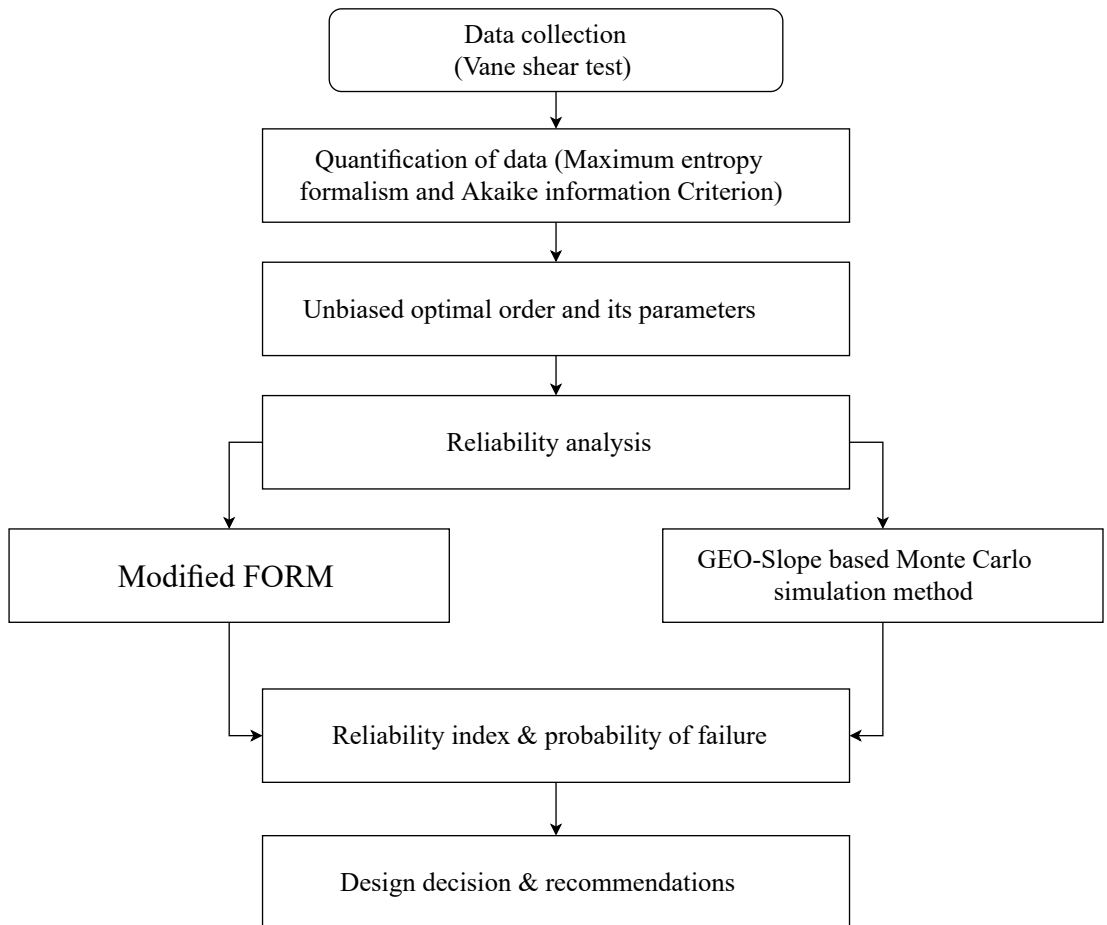 Data collection
(Vane shear test)
Quantification of data (Maximum entropy
formalism and Akaike information Criterion)
Unbiased optimal order and its parameters
Reliability analysis
Modified FORM
GEO-Slope based Monte Carlo
simulation method
Reliability index & probability of failure
Design decision & recommendations